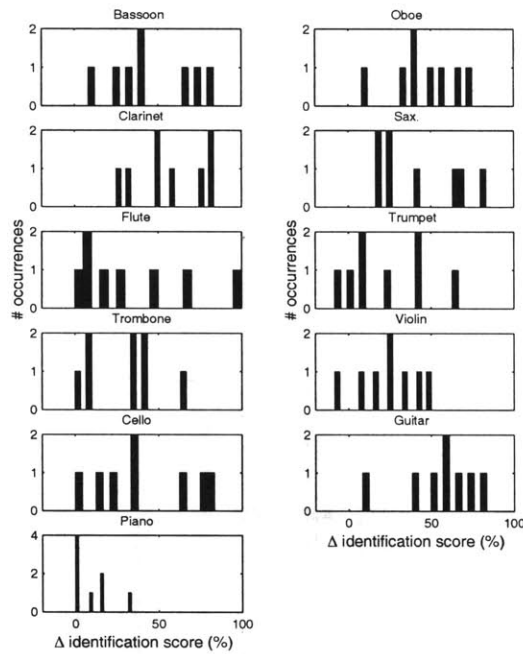 Bassoon
2
1
0
Clarinet
2
1
0
Flute
2
1
0
Trombone
2
1
0
Cello
2
1
0
Piano
4
2
0
0 50 100
Δ identification score (%)
# occurrences
Oboe
2
1
0
Sax.
2
1
0
Trumpet
2
1
0
Violin
2
1
0
Guitar
2
1
0
0 50 100
Δ identification score (%)
# occurrences